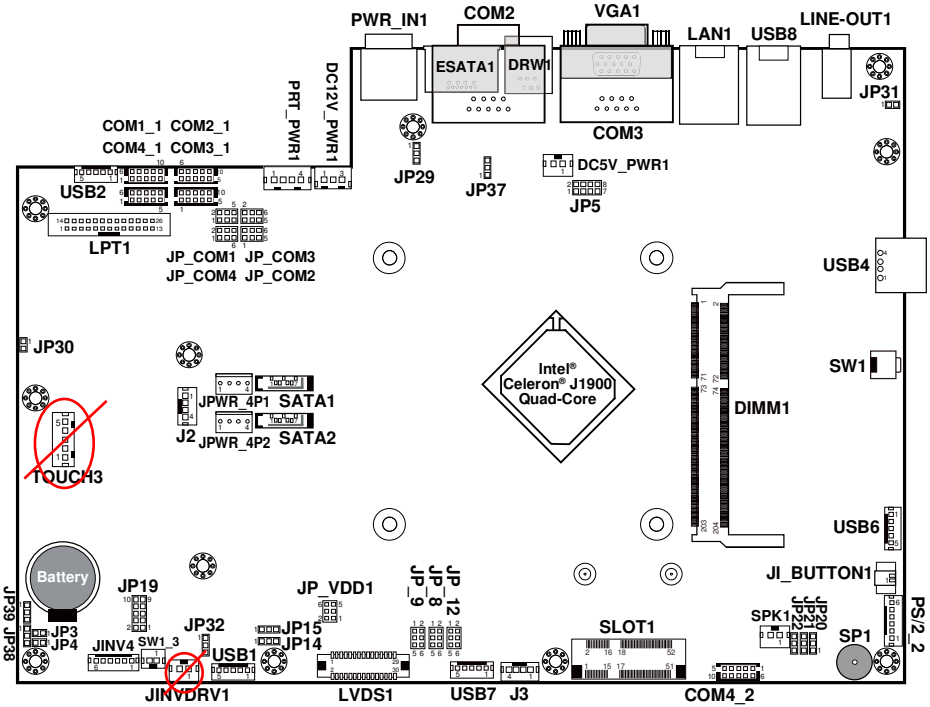 COM2
VGA1
LINE-OUT1
PWR_IN1
LAN1
USB8
ESATA1
DRW1
DC12V_PWR1
PRT_PWR1
JP31
COM3
COM1_1 COM2_1
COM4_1 COM3_1
JP29
JP37
DC5V_PWR1
JP5
USB2
LPT1
JP_COM1 JP_COM3
JP_COM4 JP_COM2
USB4
JP30
Intel®
Celeron® J1900
Quad-Core
SW1
JPWR_4P1
SATA1
J2
JPWR_4P2
SATA2
DIMM1
TOUCH3
USB6
Battery
JP19
JP_VDD1
JP_9
JP_8
JP_12
JI_BUTTON1
PS/2_2
JP39
JP38
JP3
JP4
JINV4
SW1_3
JP32
USB1
JP15
JP14
SLOT1
SPK1
JP22
JP21
JP20
SP1
JINVDRV1
LVDS1
USB7
J3
COM4_2